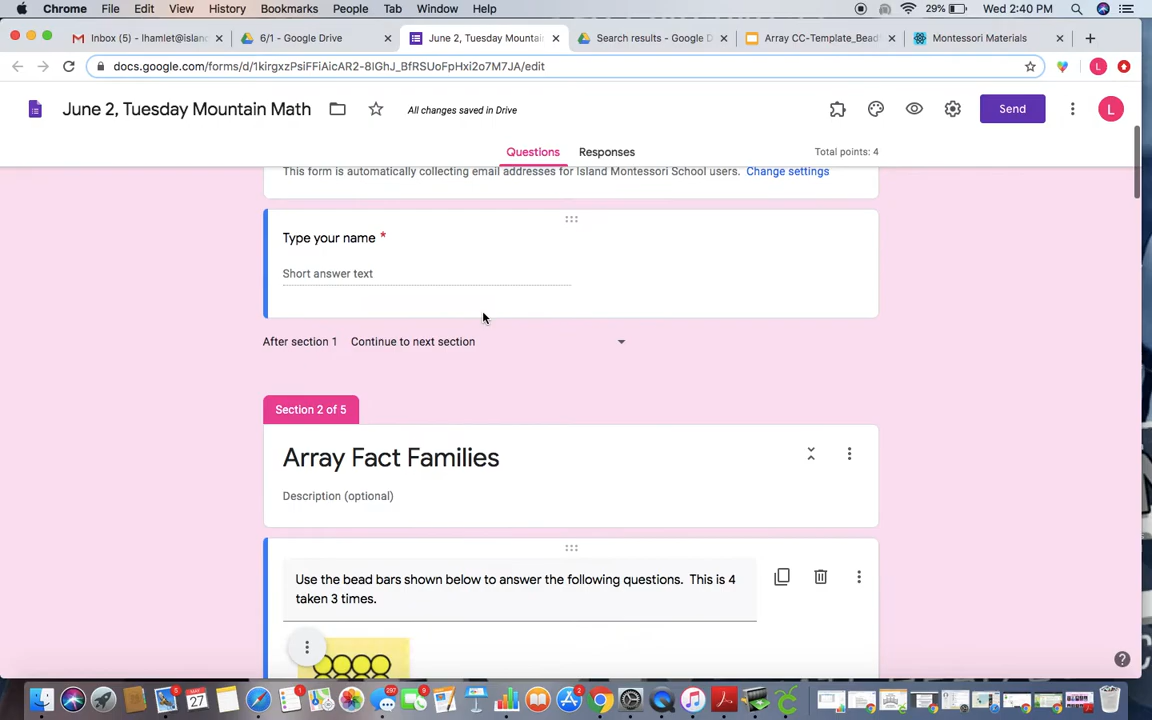 Chrome File Edit View History Bookmarks People Tab Window Help 29% Wed 2:40 PM
Inbox (5) - lhamlet@island 6/1 - Google Drive June 2, Tuesday Mountai Search results - Google D Array CC-Template_Bead Montessori Materials
docs.google.com/forms/d/1kirgxzPsiFFiAicAR2-8IGhJ_BfRSUoFpHxi2o7M7JA/edit L
June 2, Tuesday Mountain Math All changes saved in Drive Send L
Questions Responses Total points: 4
This form is automatically collecting email addresses for Island Montessori School users. Change settings
Type your name *
Short answer text
After section 1 Continue to next section
Section 2 of 5
Array Fact Families
Description (optional)
Use the bead bars shown below to answer the following questions. This is 4
taken 3 times.